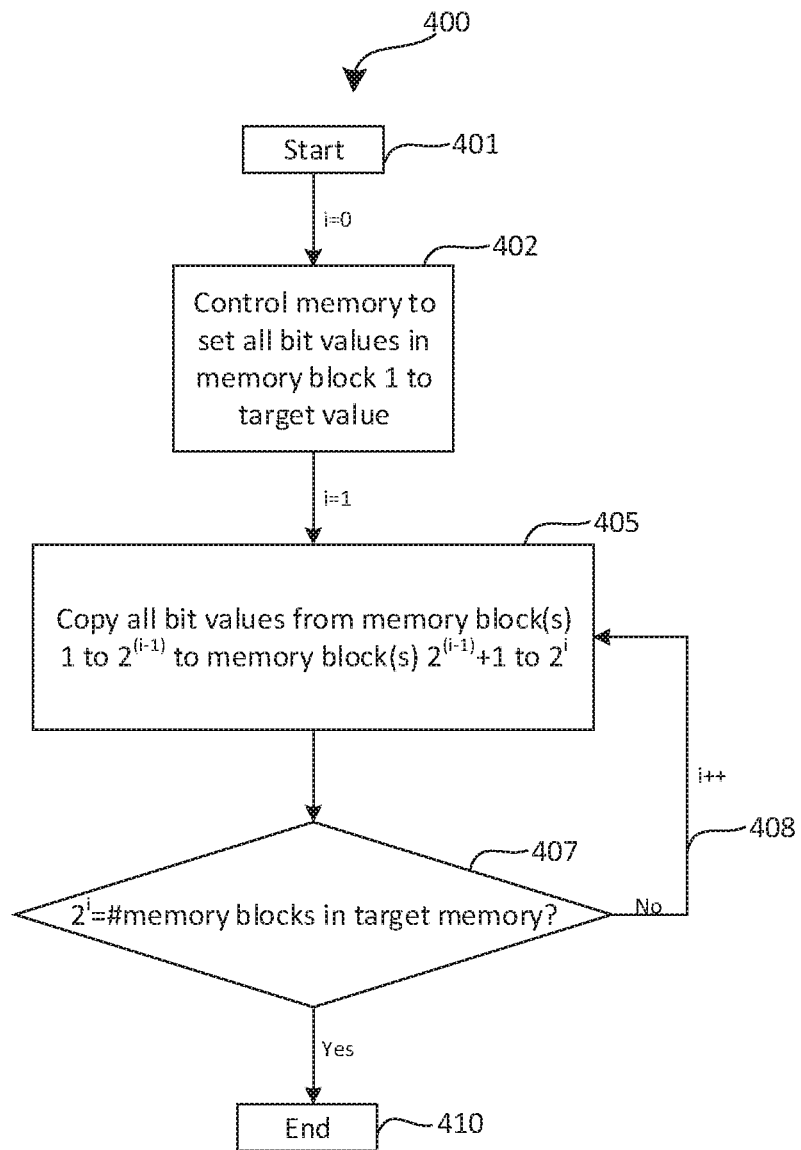 400
Start
401
i=0
402
Control memory to
set all bit values in
memory block 1 to
target value
i=1
405
Copy all bit values from memory block(s)
1 to 2^(i-1) to memory block(s) 2^(i-1)+1 to 2^i
i++
408
407
2^i=#memory blocks in target memory?
No
Yes
End
410